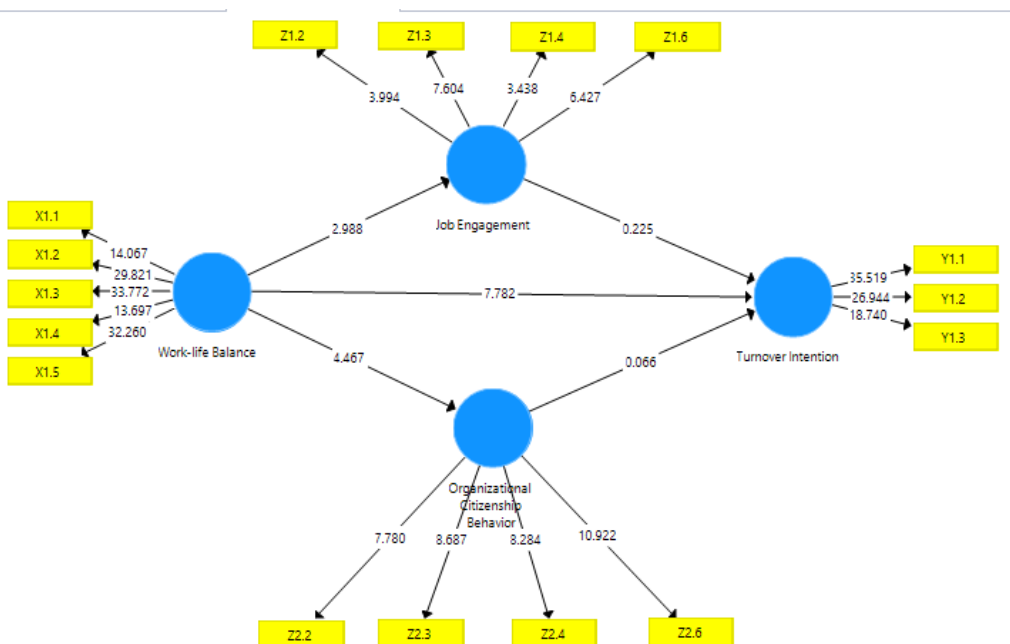 Z1.2
Z1.3
Z1.4
Z1.6
3.994
7.604
3.438
6.427
Job Engagement
X1.1
X1.2
X1.3
X1.4
X1.5
14.067
29.821
33.772
13.697
32.260
Work-life Balance
2.988
0.225
7.782
4.467
0.066
Y1.1
Y1.2
Y1.3
35.519
26.944
18.740
Turnover Intention
Organizational
Citizenship
Behavior
7.780
8.687
8.284
10.922
Z2.2
Z2.3
Z2.4
Z2.6